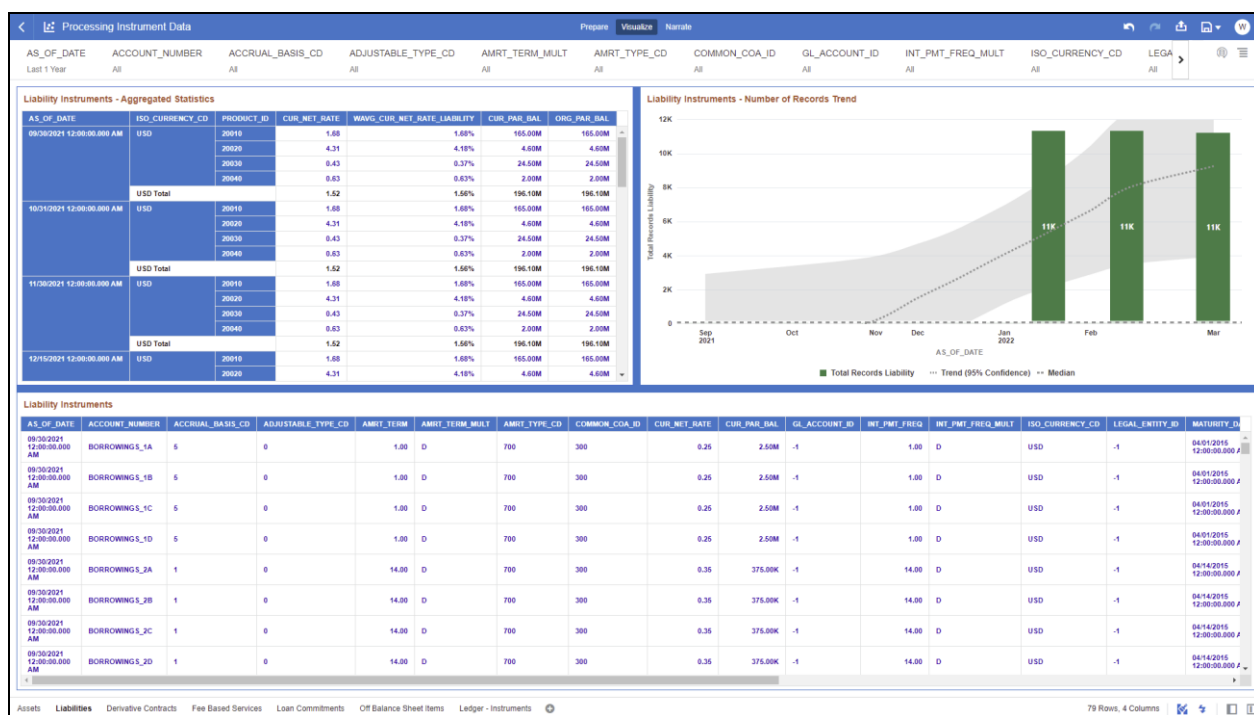 Processing Instrument Data
Prepare Visualize Narrate
W
AS_OF_DATE ACCOUNT_NUMBER ACCRUAL_BASIS_CD ADJUSTABLE_TYPE_CD AMRT_TERM_MULT AMRT_TYPE_CD COMMON_COA_ID GL_ACCOUNT_ID INT_PMT_FREQ_MULT ISO_CURRENCY_CD LEGA
Last 1 Year All All All All All All All All All All
Liability Instruments - Aggregated Statistics
AS_OF_DATE ISO_CURRENCY_CD PRODUCT_ID CUR_NET_RATE WAVG_CUR_NET_RATE_LIABILITY CUR_PAR_BAL ORG_PAR_BAL
09/30/2021 12:00:00.000 AM USD 20010 1.68 1.68% 165.00M 165.00M
20020 4.31 4.18% 4.60M 4.60M
20030 0.43 0.37% 24.50M 24.50M
20040 0.63 0.63% 2.00M 2.00M
USD Total 1.52 1.56% 196.10M 196.10M
10/31/2021 12:00:00.000 AM USD 20010 1.68 1.68% 165.00M 165.00M
20020 4.31 4.18% 4.60M 4.60M
20030 0.43 0.37% 24.50M 24.50M
20040 0.63 0.63% 2.00M 2.00M
USD Total 1.52 1.56% 196.10M 196.10M
11/30/2021 12:00:00.000 AM USD 20010 1.68 1.68% 165.00M 165.00M
20020 4.31 4.18% 4.60M 4.60M
20030 0.43 0.37% 24.50M 24.50M
20040 0.63 0.63% 2.00M 2.00M
USD Total 1.52 1.56% 196.10M 196.10M
12/15/2021 12:00:00.000 AM USD 20010 1.68 1.68% 165.00M 165.00M
20020 4.31 4.18% 4.60M 4.60M
Liability Instruments - Number of Records Trend
Total Records Liability
12K
10K
8K
6K
4K
2K
0
11K 11K 11K
Sep Oct Nov Dec Jan Feb Mar
2021 2022
AS_OF_DATE
Total Records Liability Trend (95% Confidence) Median
Liability Instruments
AS_OF_DATE ACCOUNT_NUMBER ACCRUAL_BASIS_CD ADJUSTABLE_TYPE_CD AMRT_TERM AMRT_TERM_MULT AMRT_TYPE_CD COMMON_COA_ID CUR_NET_RATE CUR_PAR_BAL GL_ACCOUNT_ID INT_PMT_FREQ INT_PMT_FREQ_MULT ISO_CURRENCY_CD LEGAL_ENTITY_ID MATURITY_D
09/30/2021 12:00:00.000 AM BORROWINGS_1A 5 0 1.00 D 700 300 0.25 2.50M -1 1.00 D USD -1 04/01/2015 12:00:00.000 A
09/30/2021 12:00:00.000 AM BORROWINGS_1B 5 0 1.00 D 700 300 0.25 2.50M -1 1.00 D USD -1 04/01/2015 12:00:00.000 A
09/30/2021 12:00:00.000 AM BORROWINGS_1C 5 0 1.00 D 700 300 0.25 2.50M -1 1.00 D USD -1 04/01/2015 12:00:00.000 A
09/30/2021 12:00:00.000 AM BORROWINGS_1D 5 0 1.00 D 700 300 0.25 2.50M -1 1.00 D USD -1 04/01/2015 12:00:00.000 A
09/30/2021 12:00:00.000 AM BORROWINGS_2A 1 0 14.00 D 700 300 0.35 375.00K -1 14.00 D USD -1 04/14/2015 12:00:00.000 A
09/30/2021 12:00:00.000 AM BORROWINGS_2B 1 0 14.00 D 700 300 0.35 375.00K -1 14.00 D USD -1 04/14/2015 12:00:00.000 A
09/30/2021 12:00:00.000 AM BORROWINGS_2C 1 0 14.00 D 700 300 0.35 375.00K -1 14.00 D USD -1 04/14/2015 12:00:00.000 A
09/30/2021 12:00:00.000 AM BORROWINGS_2D 1 0 14.00 D 700 300 0.35 375.00K -1 14.00 D USD -1 04/14/2015 12:00:00.000 A
Assets Liabilities Derivative Contracts Fee Based Services Loan Commitments Off Balance Sheet Items Ledger - Instruments 79 Rows, 4 Columns